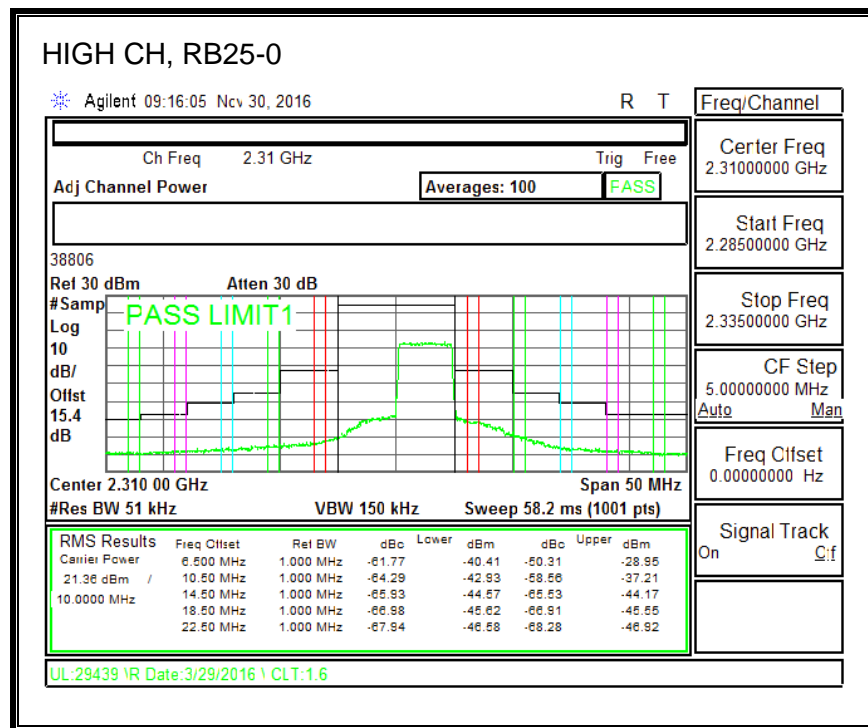 HIGH CH, RB25-0
Agilent 09:16:05 Nov 30, 2016 R T
Freq/Channel
Ch Freq 2.31 GHz Trig Free
Adj Channel Power Averages: 100 PASS
Center Freq
2.31000000 GHz
Start Freq
2.28500000 GHz
Stop Freq
2.33500000 GHz
CF Step
5.00000000 MHz
Auto Man
Freq Offset
0.00000000 Hz
Signal Track
On Off
38806
Ref 30 dBm Atten 30 dB
#Samp
Log
10
dB/
Offst
15.4
dB
PASS LIMIT1
Center 2.310 00 GHz Span 50 MHz
#Res BW 51 kHz VBW 150 kHz Sweep 58.2 ms (1001 pts)
RMS Results Freq Offset Ref BW dBc Lower dBm dBc Upper dBm
Carrier Power 6.500 MHz 1.000 MHz -61.77 -40.41 -50.31 -28.95
21.36 dBm / 10.50 MHz 1.000 MHz -64.29 -42.93 -58.56 -37.21
10.0000 MHz 14.50 MHz 1.000 MHz -65.93 -44.57 -65.53 -44.17
18.50 MHz 1.000 MHz -66.98 -45.62 -66.91 -45.55
22.50 MHz 1.000 MHz -67.94 -46.58 -68.28 -46.92
UL:29439 \R Date:3/29/2016 \ CLT:1.6